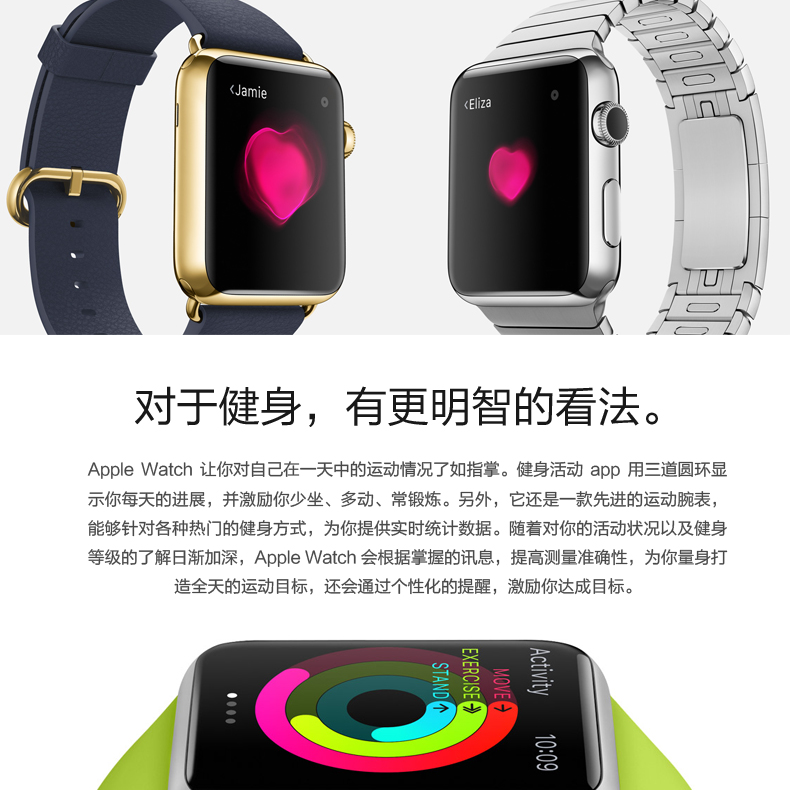 <Jamie
<Eliza
对于健身，有更明智的看法。
Apple Watch 让你对自己在一天中的运动情况了如指掌。健身活动 app 用三道圆环显
示你每天的进展，并激励你少坐、多动、常锻炼。另外，它还是一款先进的运动腕表，
能够针对各种热门的健身方式，为你提供实时统计数据。随着对你的活动状况以及健身
等级的了解日渐加深，Apple Watch 会根据掌握的讯息，提高测量准确性，为你量身打
造全天的运动目标，还会通过个性化的提醒，激励你达成目标。
Activity
10:09
MOVE
EXERCISE
STAND